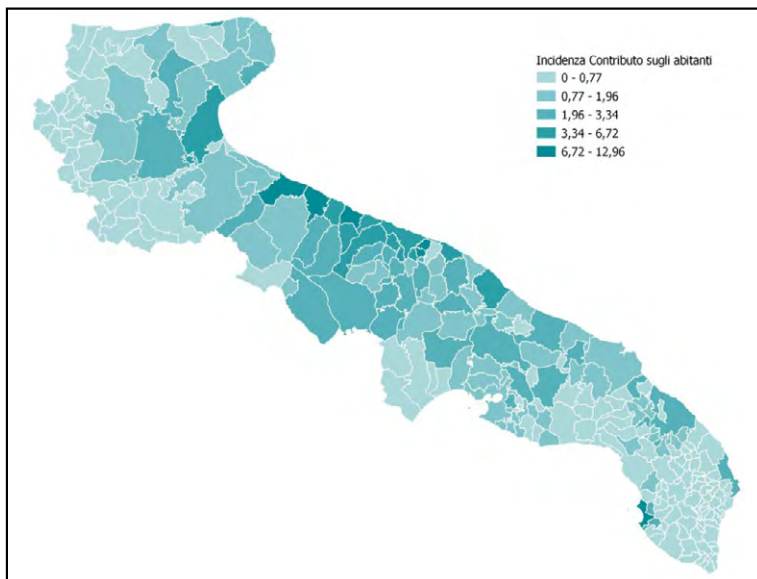 Incidenza Contributo sugli abitanti
0 - 0,77
0,77 - 1,96
1,96 - 3,34
3,34 - 6,72
6,72 - 12,96